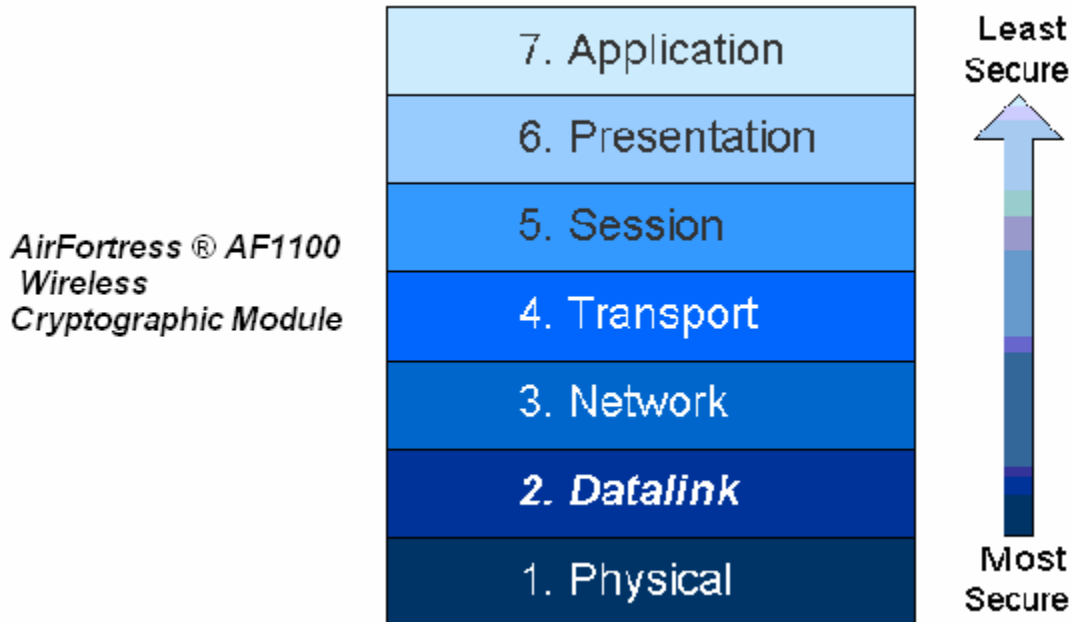 AirFortress ® AF1100
Wireless
Cryptographic Module
7. Application
6. Presentation
5. Session
4. Transport
3. Network
2. Datalink
1. Physical
Least
Secure
Most
Secure